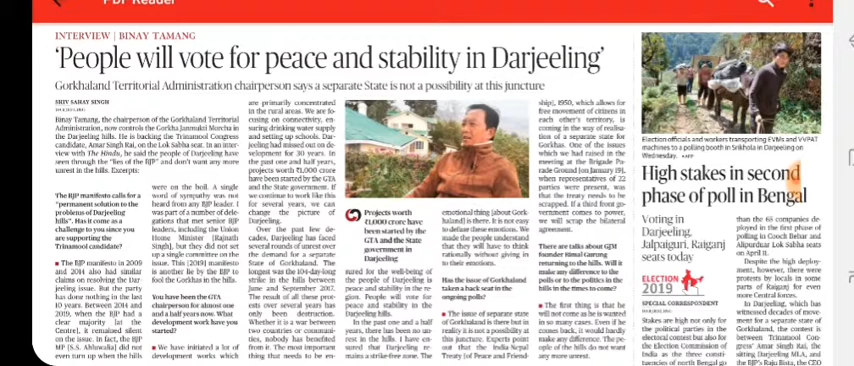 PDF Reader
INTERVIEW | BINAY TAMANG
‘People will vote for peace and stability in Darjeeling’
Gorkhaland Territorial Administration chairperson says a separate State is not a possibility at this juncture
SHIV SAHAY SINGH
Binay Tamang, the chairperson of the Gorkhaland Territorial
Administration, now controls the Gorkha Janmukti Morcha in
the Darjeeling hills. He is backing the Trinamool Congress
candidate, Amar Singh Rai, on the Lok Sabha seat. In an inter-
view with The Hindu, he said the people of Darjeeling have
seen through the “lies of the BJP” and don't want any more
unrest in the hills. Excerpts:
The BJP manifesto calls for a
“permanent solution to the
problems of Darjeeling
hills”. Has it come as a
challenge to you since you
are supporting the
Trinamool candidate?
■ The BJP manifesto in 2009
and 2014 also had similar
claims on resolving the Dar-
jeeling issue. But the party
has done nothing in the last
10 years. Between 2014 and
2019, when the BJP had a
clear majority [at the
Centre], it remained silent
on the issue. In fact, the BJP
MP (S.S. Ahluwalia) did not
even turn up when the hills
were on the boil. A single
word of sympathy was not
heard from any BJP leader. I
was part of a number of dele-
gations that met senior BJP
leaders, including the Union
Home Minister [Rajnath
Singh], but they did not set
up a single committee on the
issue. This (2019) manifesto
is another lie by the BJP to
fool the Gorkhas in the hills.
You have been the GTA
chairperson for almost one
and a half years now. What
development work have you
started?
■ We have initiated a lot of
development works which
are primarily concentrated
in the rural areas. We are fo-
cusing on connectivity, en-
suring drinking water supply
and setting up schools. Dar-
jeeling had missed out on de-
velopment for 30 years. In
the past one and half years,
projects worth ₹1,000 crore
have been started by the GTA
and the State government. If
we continue to work like this
for several years, we can
change the picture of
Darjeeling.
Over the past few de-
cades, Darjeeling has faced
several rounds of unrest over
the demand for a separate
State of Gorkhaland. The
longest was the 104-day-long
strike in the hills between
June and September 2017.
The result of all these prot-
ests over several years has
only been destruction.
Whether it is a war between
two countries or communi-
ties, nobody has benefited
from it. The most important
thing that needs to be en-
Projects worth
₹1,000 crore have
been started by the
GTA and the State
government in
Darjeeling
sured for the well-being of
the people of Darjeeling is
peace and stability in the re-
gion. People will vote for
peace and stability in the
Darjeeling hills.
In the past one and a half
years, there has been no un-
rest in the hills. I have en-
sured that Darjeeling re-
mains a strike-free zone. The
emotional thing [about Gork-
haland] is there. It is not easy
to defuse these emotions. We
made the people understand
that they will have to think
rationally without giving in
to their emotions.
Has the issue of Gorkhaland
taken a back seat in the
ongoing polls?
■ The issue of separate State
of Gorkhaland is there but in
reality it is not a possibility at
this juncture. Experts point
out that the India-Nepal
Treaty [of Peace and Friend-
ship], 1950, which allows for
free movement of citizens in
each other's territory, is
coming in the way of realisa-
tion of a separate state for
Gorkhas. One of the issues
which we had raised in the
meeting at the Brigade Pa-
rade Ground [on January 19],
when representatives of 22
parties were present, was
that the treaty needs to be
scrapped. If a third front go-
vernment comes to power,
we will scrap the bilateral
agreement.
There are talks about GJM
founder Bimal Gurung
returning to the hills. Will it
make any difference to the
polls or to the politics in the
hills in the times to come?
■ The first thing is that he
will not come as he is wanted
in so many cases. Even if he
comes back, it would hardly
make any difference. The pe-
ople of the hills do not want
any more unrest.
Election officials and workers transporting EVMs and VVPAT
machines to a polling booth in Srikhola in Darjeeling on
Wednesday.
High stakes in second
phase of poll in Bengal
Voting in
Darjeeling,
Jalpaiguri, Raiganj
seats today
ELECTION
2019
SPECIAL CORRESPONDENT
Stakes are high not only for
the political parties in the
electoral contest but also for
the Election Commission of
India as the three consti-
tuencies of north Bengal go
than the 65 companies de-
ployed in the first phase of
polling in Cooch Behar and
Alipurduar Lok Sabha seats
on April 11.
Despite the high deploy-
ment, however, there were
protests by locals in some
parts of Raiganj for even
more Central forces.
In Darjeeling, which has
witnessed decades of move-
ment for a separate state of
Gorkhaland, the contest is
between Trinamool Con-
gress' Amar Singh Rai, the
sitting Darjeeling MLA, and
the BJP's Raju Bista, the CEO